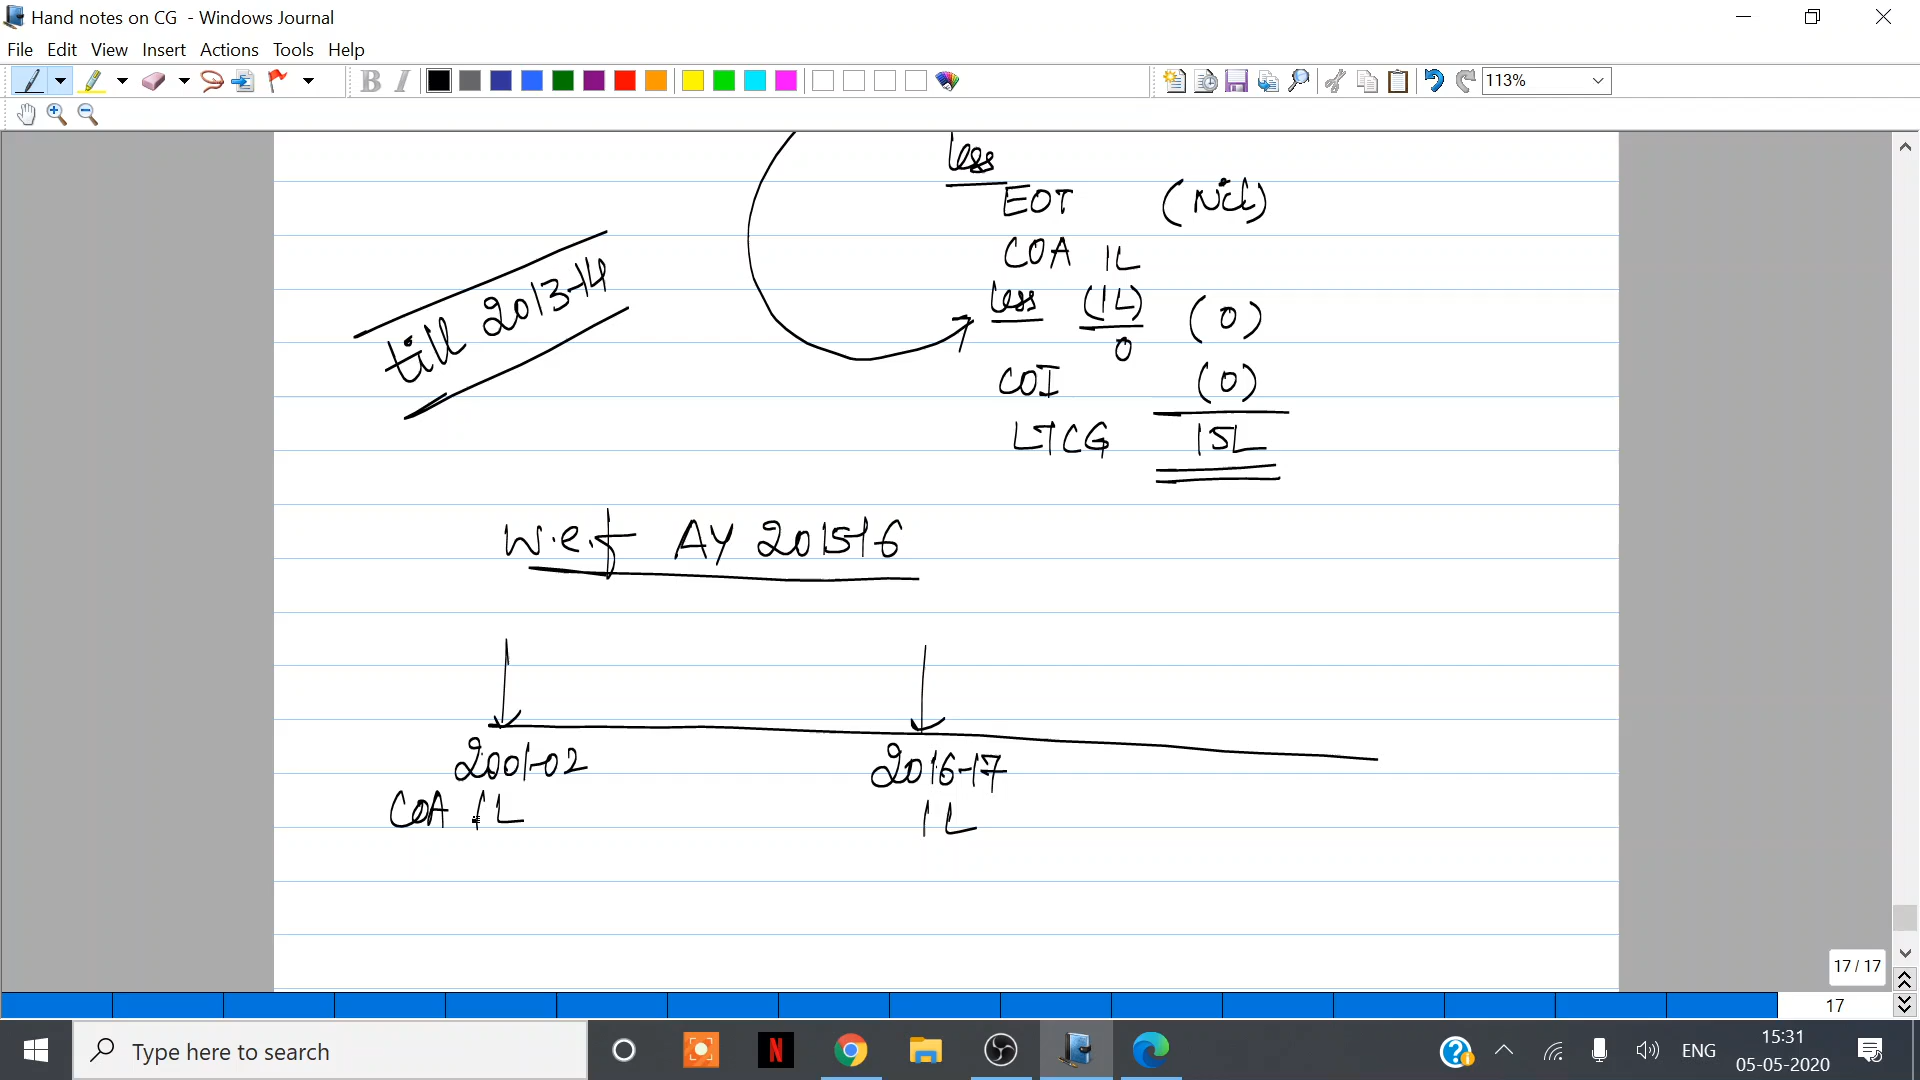 Hand notes on CG - Windows Journal
File Edit View Insert Actions Tools Help
B I
113%
less
EOT (Nil)
COA 1L
less (1L) (0)
0
COI (0)
LTCG 15L
till 2013-14
w.e.f AY 2015-16
2001-02 2016-17
COA 1L 1L
17 / 17
17
Type here to search
N
ENG
15:31
05-05-2020